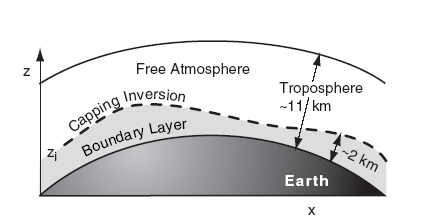 z
Free Atmosphere
Troposphere
~11 km
Capping Inversion
Boundary Layer
zi
~2 km
Earth
x